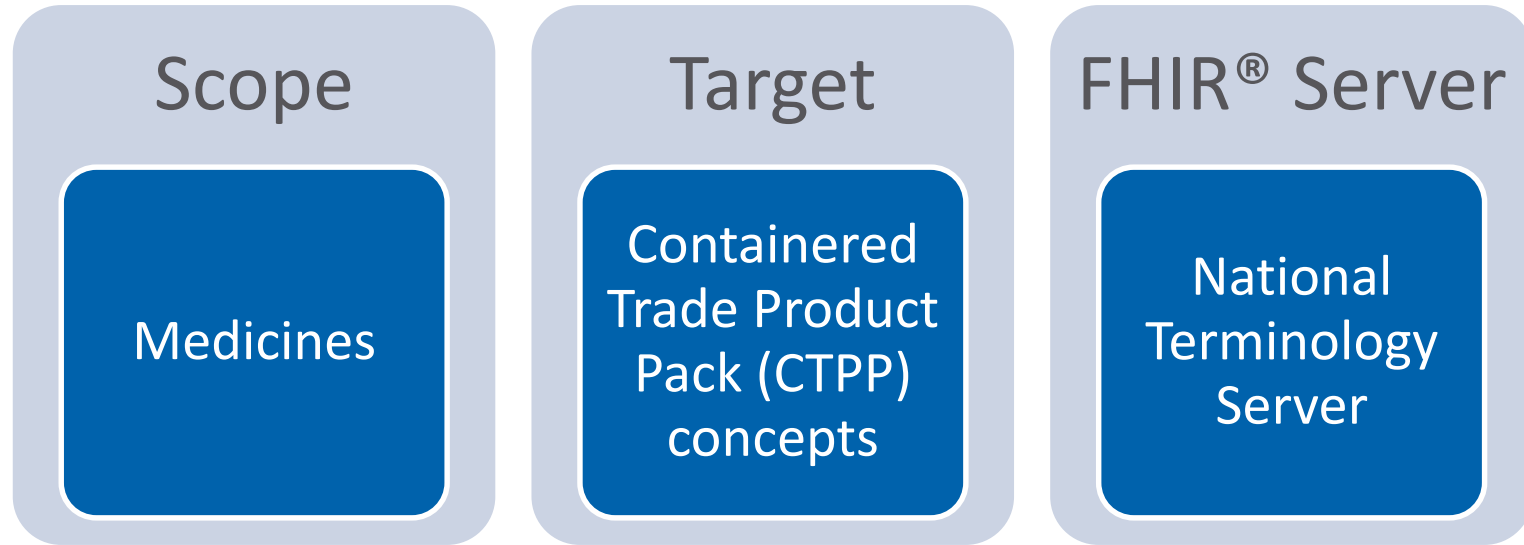 Scope
Medicines
Target
Containered
Trade Product
Pack (CTPP)
concepts
FHIR® Server
National
Terminology
Server